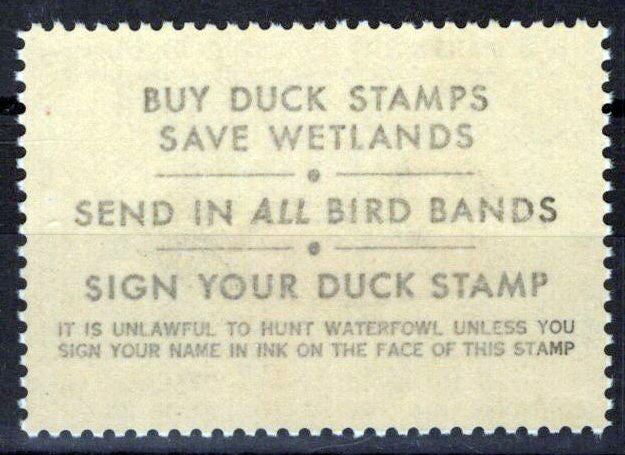 BUY DUCK STAMPS
SAVE WETLANDS
SEND IN ALL BIRD BANDS
SIGN YOUR DUCK STAMP
IT IS UNLAWFUL TO HUNT WATERFOWL UNLESS YOU
SIGN YOUR NAME IN INK ON THE FACE OF THIS STAMP